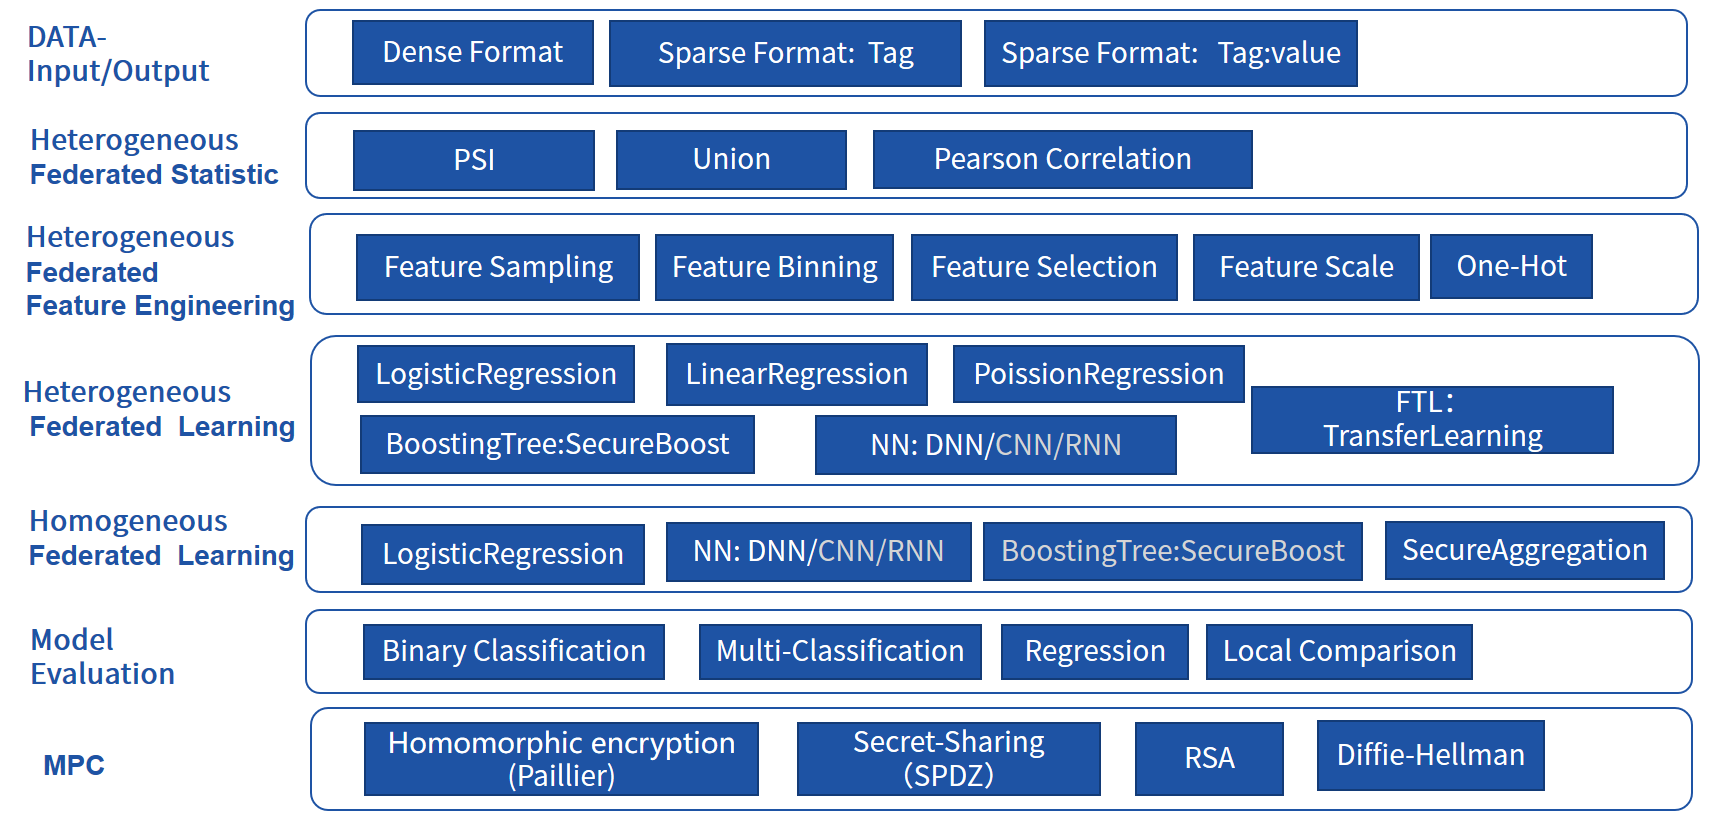 DATA-
Input/Output
Dense Format
Sparse Format: Tag
Sparse Format: Tag:value
Heterogeneous
Federated Statistic
PSI
Union
Pearson Correlation
Heterogeneous
Federated
Feature Engineering
Feature Sampling
Feature Binning
Feature Selection
Feature Scale
One-Hot
Heterogeneous
Federated Learning
LogisticRegression
LinearRegression
PoissionRegression
FTL：
TransferLearning
BoostingTree:SecureBoost
NN: DNN/CNN/RNN
Homogeneous
Federated Learning
LogisticRegression
NN: DNN/CNN/RNN
BoostingTree:SecureBoost
SecureAggregation
Model
Evaluation
Binary Classification
Multi-Classification
Regression
Local Comparison
MPC
Homomorphic encryption
(Paillier)
Secret-Sharing
（SPDZ）
RSA
Diffie-Hellman